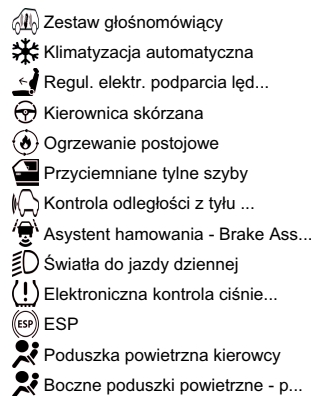 Zestaw głośnomówiący
Klimatyzacja automatyczna
Regul. elektr. podparcia lęd...
Kierownica skórzana
Ogrzewanie postojowe
Przyciemniane tylne szyby
Kontrola odległości z tyłu ...
Asystent hamowania - Brake Ass...
Światła do jazdy dziennej
Elektroniczna kontrola ciśnie...
ESP ESP
Poduszka powietrzna kierowcy
Boczne poduszki powietrzne - p...